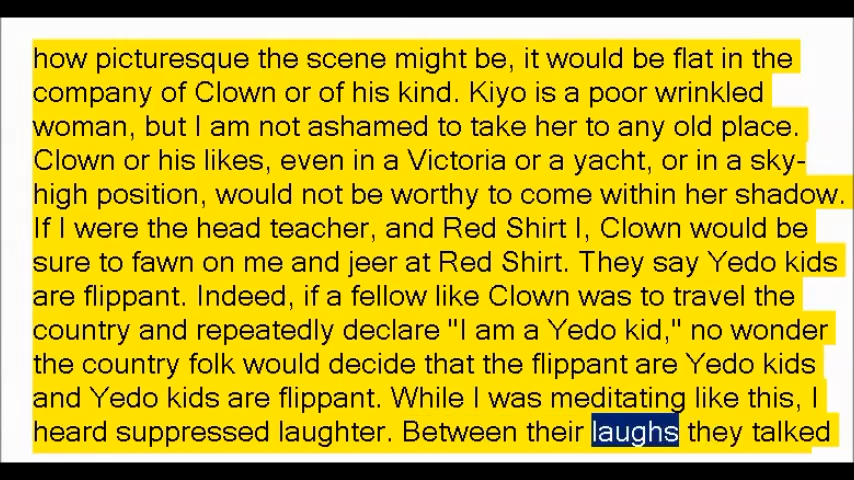 how picturesque the scene might be, it would be flat in the
company of Clown or of his kind. Kiyo is a poor wrinkled
woman, but I am not ashamed to take her to any old place.
Clown or his likes, even in a Victoria or a yacht, or in a sky-
high position, would not be worthy to come within her shadow.
If I were the head teacher, and Red Shirt I, Clown would be
sure to fawn on me and jeer at Red Shirt. They say Yedo kids
are flippant. Indeed, if a fellow like Clown was to travel the
country and repeatedly declare "I am a Yedo kid," no wonder
the country folk would decide that the flippant are Yedo kids
and Yedo kids are flippant. While I was meditating like this, I
heard suppressed laughter. Between their laughs they talked